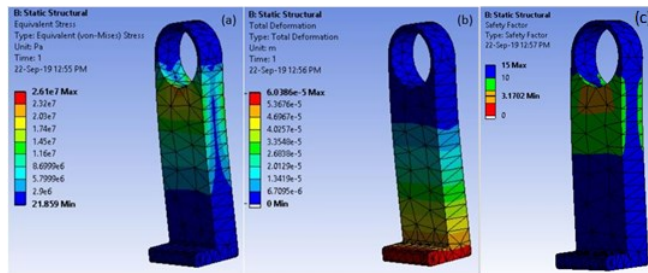 B: Static Structural
Equivalent Stress
Type: Equivalent (von-Mises) Stress
Unit: Pa
Time: 1
22-Sep-19 12:55 PM
(a)
2.61e7 Max
2.32e7
2.03e7
1.74e7
1.45e7
1.16e7
8.6999e6
5.7999e6
2.9e6
21.859 Min
B: Static Structural
Total Deformation
Type: Total Deformation
Unit: m
Time: 1
22-Sep-19 12:56 PM
(b)
6.0386e-5 Max
5.3676e-5
4.6967e-5
4.0257e-5
3.3548e-5
2.6838e-5
2.0129e-5
1.3419e-5
6.7095e-6
0 Min
B: Static Structural
Safety Factor
Type: Safety Factor
Time: 1
22-Sep-19 12:57 PM
(c)
15 Max
10
3.1702 Min
0